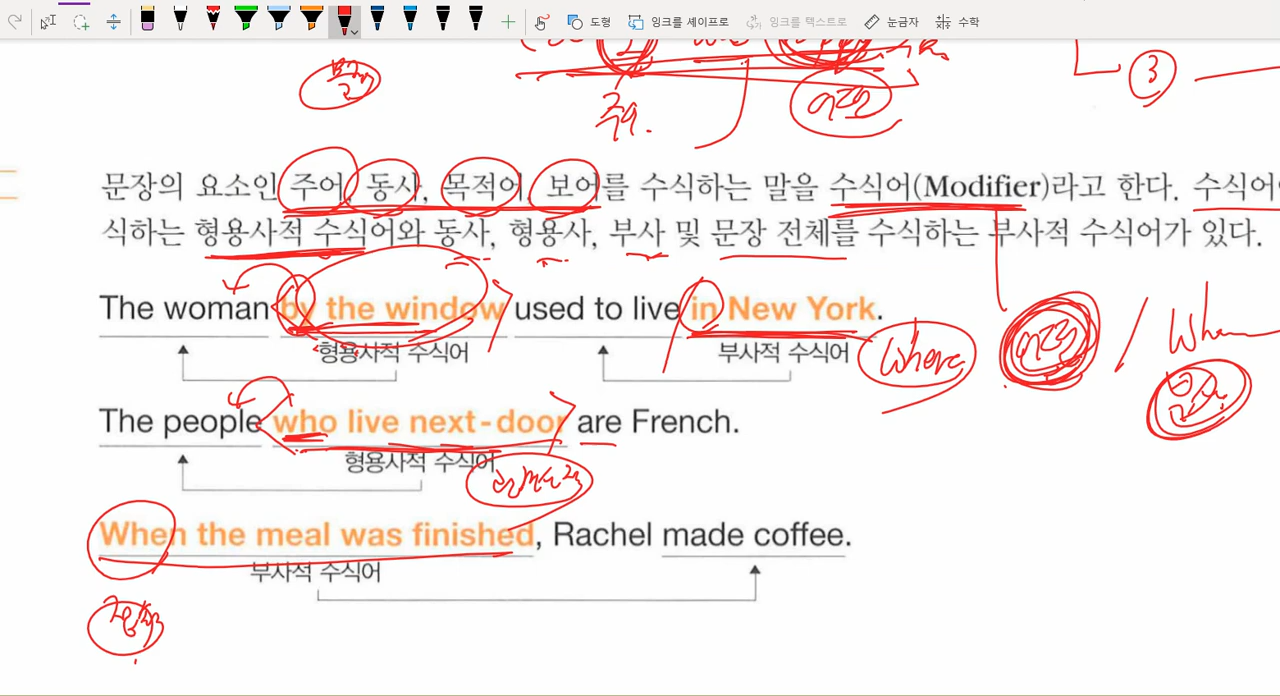 도형 잉크를 셰이프로 잉크를 텍스트로 눈금자 수학
3
주어.
문장의 요소인 주어, 동사, 목적어, 보어를 수식하는 말을 수식어(Modifier)라고 한다. 수식어
식하는 형용사적 수식어와 동사, 형용사, 부사 및 문장 전체를 수식하는 부사적 수식어가 있다.
The woman by the window used to live in New York.
형용사적 수식어 부사적 수식어 where When
The people who live next-door are French.
형용사적 수식어
When the meal was finished, Rachel made coffee.
부사적 수식어